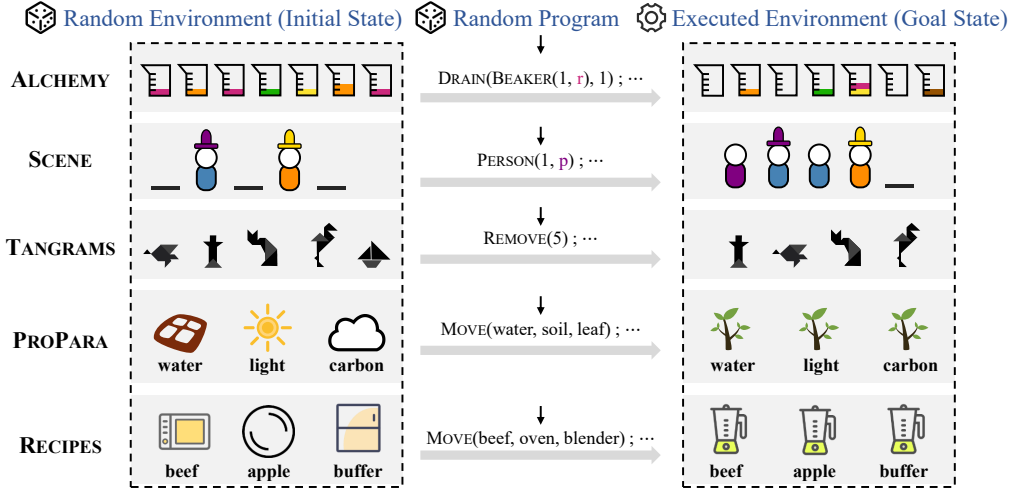 Random Environment (Initial State) Random Program Executed Environment (Goal State)
ALCHEMY DRAIN(BEAKER(1, r), 1) ; ···
SCENE PERSON(1, p) ; ···
TANGRAMS REMOVE(5) ; ···
PROPARA MOVE(water, soil, leaf) ; ···
water light carbon water light carbon
RECIPES MOVE(beef, oven, blender) ; ···
beef apple buffer beef apple buffer